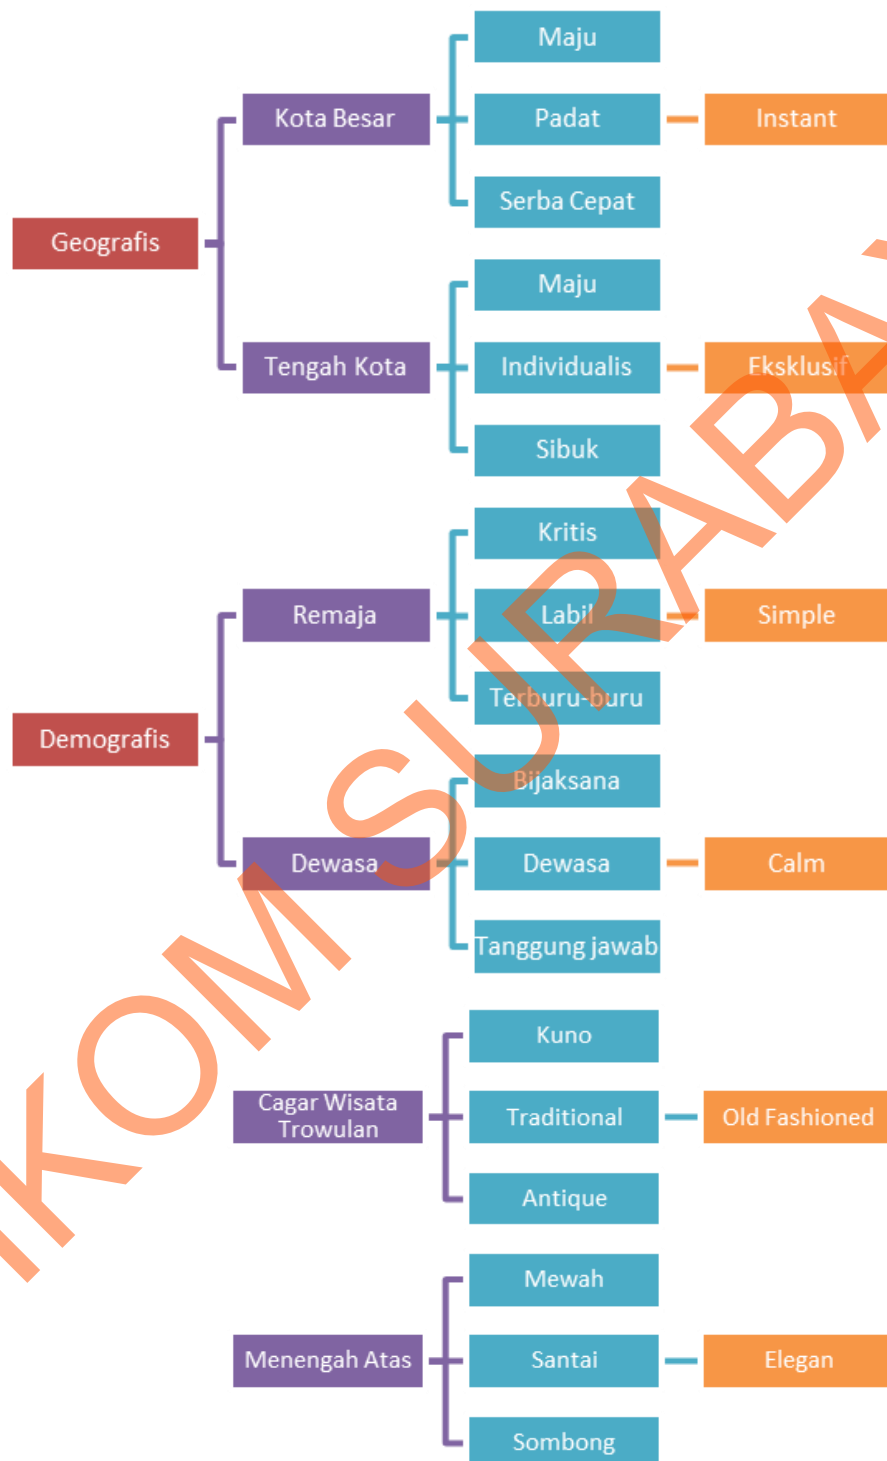 Maju
Kota Besar
Padat
Instant
Serba Cepat
Geografis
Maju
Tengah Kota
Individualis
Eksklusif
Sibuk
Kritis
Remaja
Labil
Simple
Terburu-buru
Demografis
Bijaksana
Dewasa
Dewasa
Calm
Tanggung jawab
Kuno
Cagar Wisata
Trowulan
Traditional
Old Fashioned
Antique
Mewah
Menengah Atas
Santai
Elegan
Sombong
IKOM SURABA